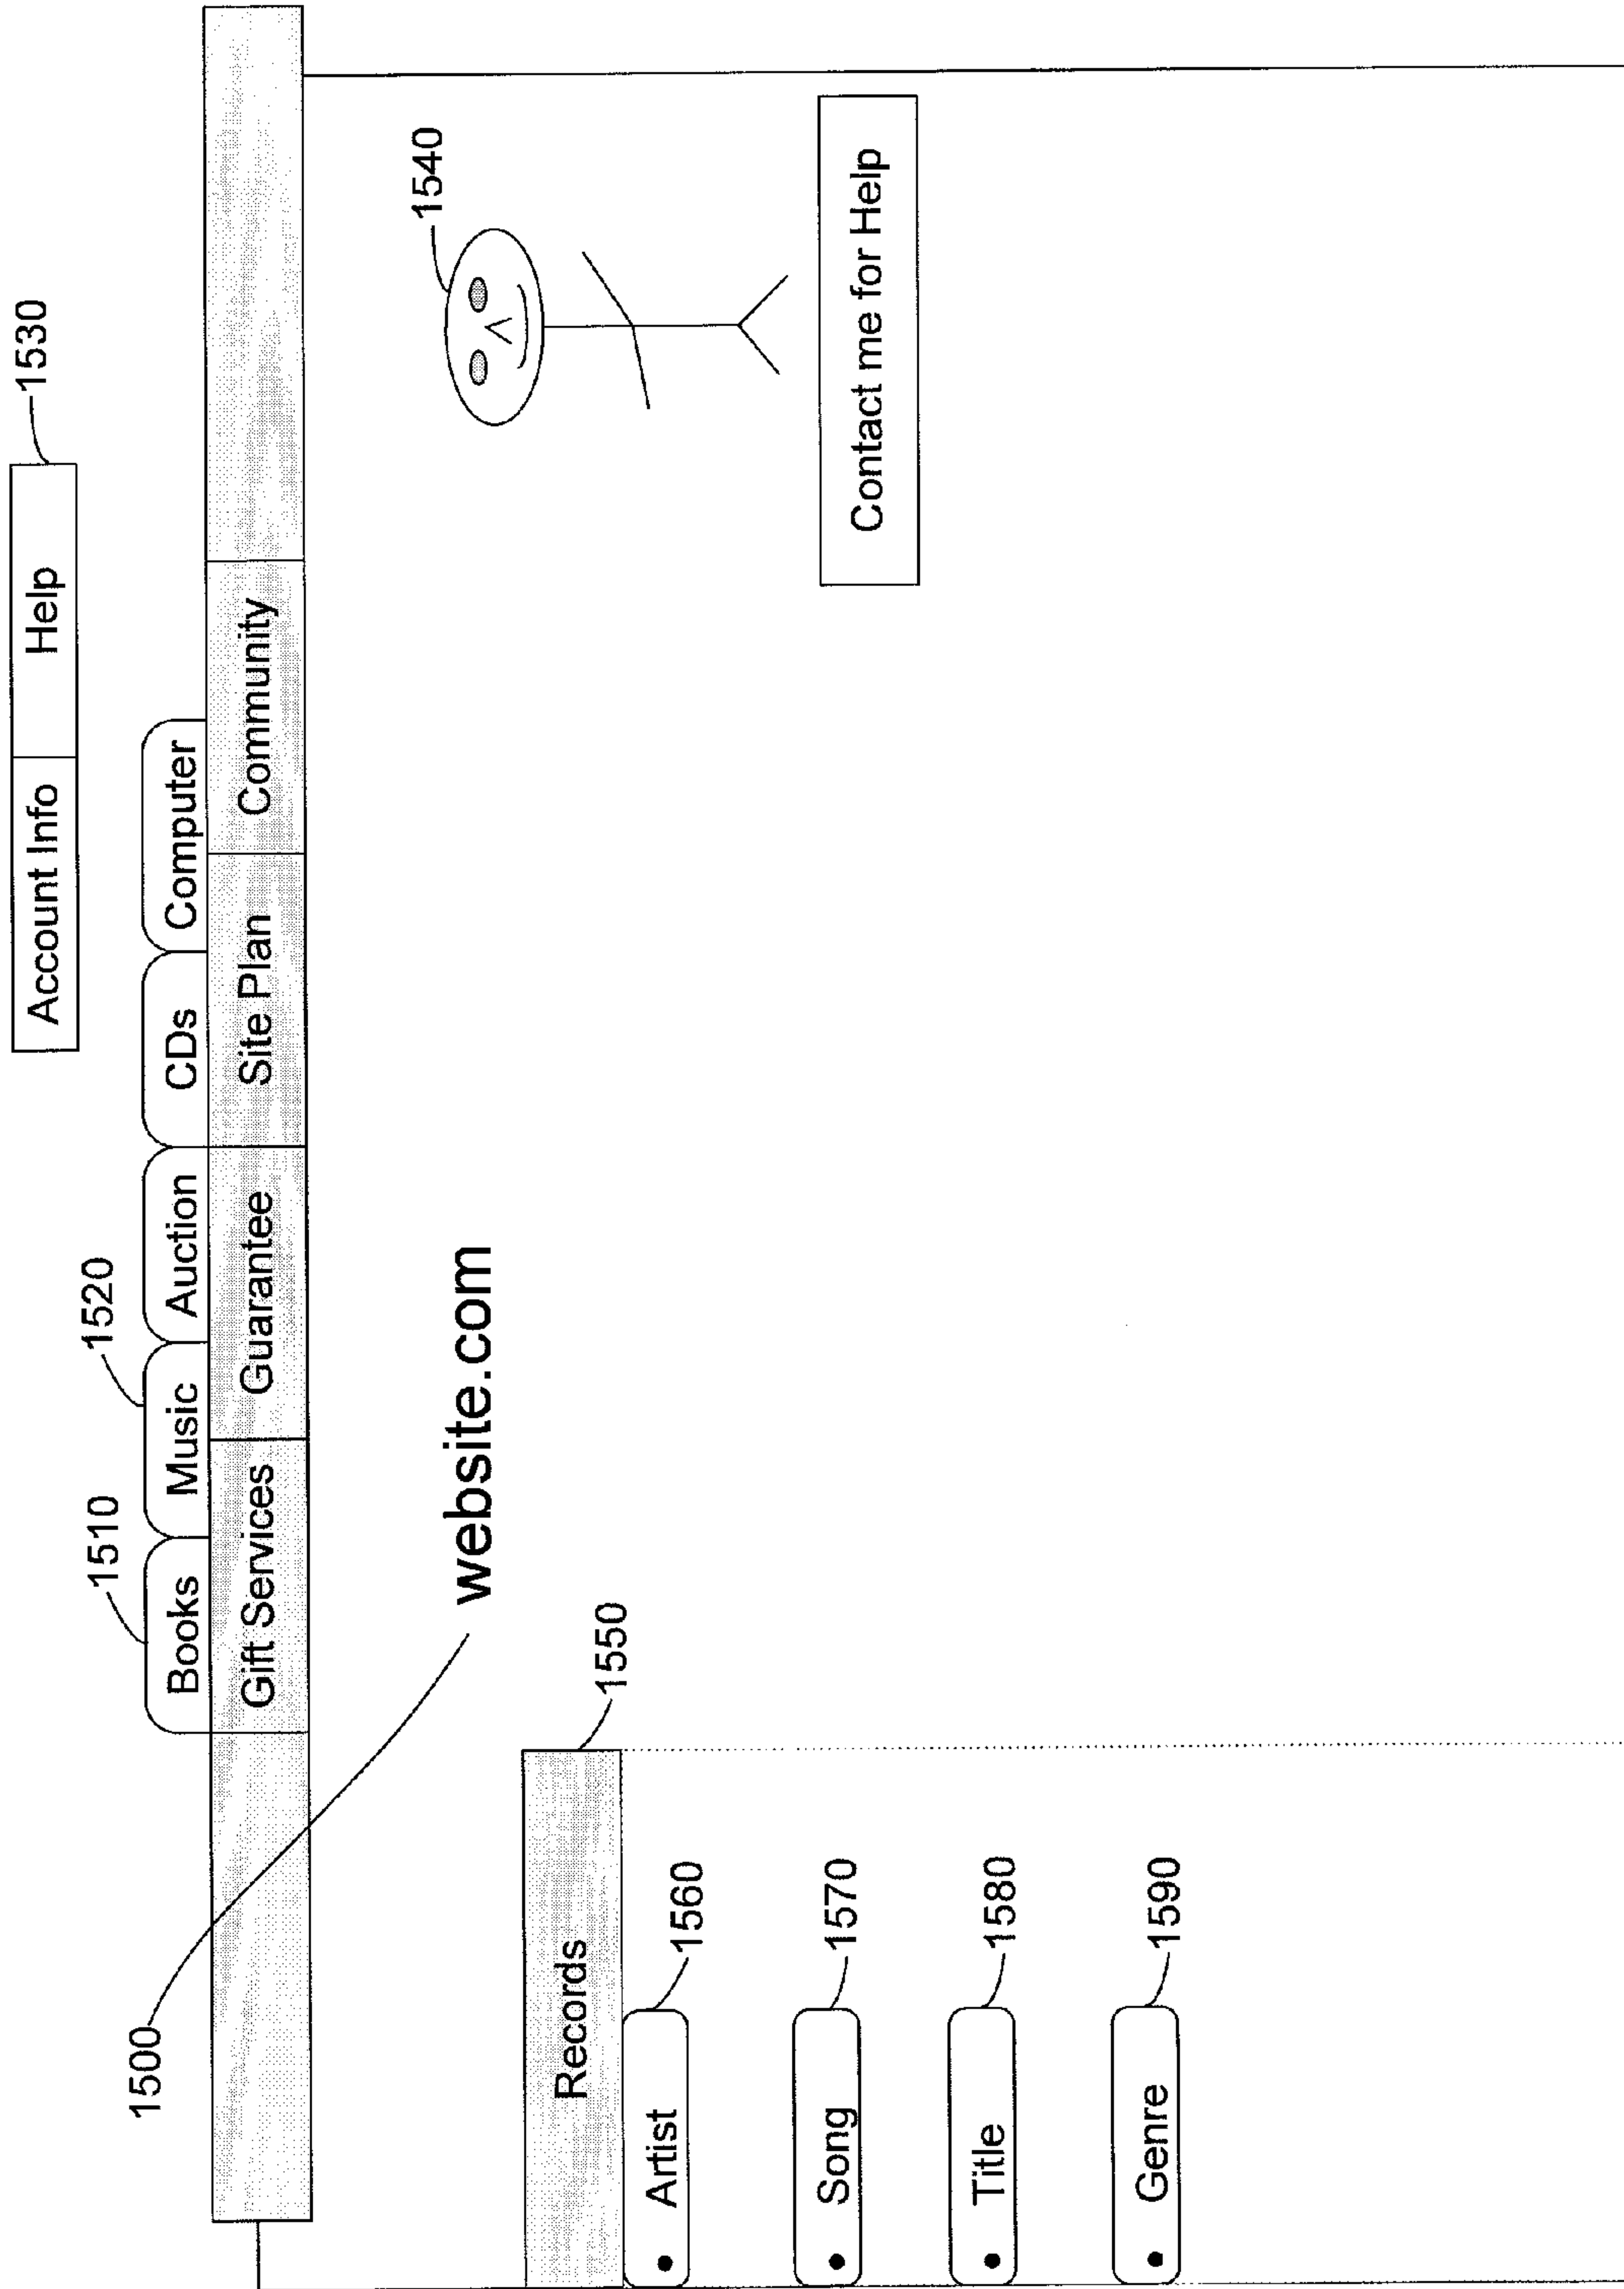 Account Info Help 1530
1510 1520
Books Music Auction CDs Computer
1500
Gift Services Guarantee Site Plan Community
1540
website.com
Records 1550
Artist 1560
Song 1570
Contact me for Help
Title 1580
Genre 1590